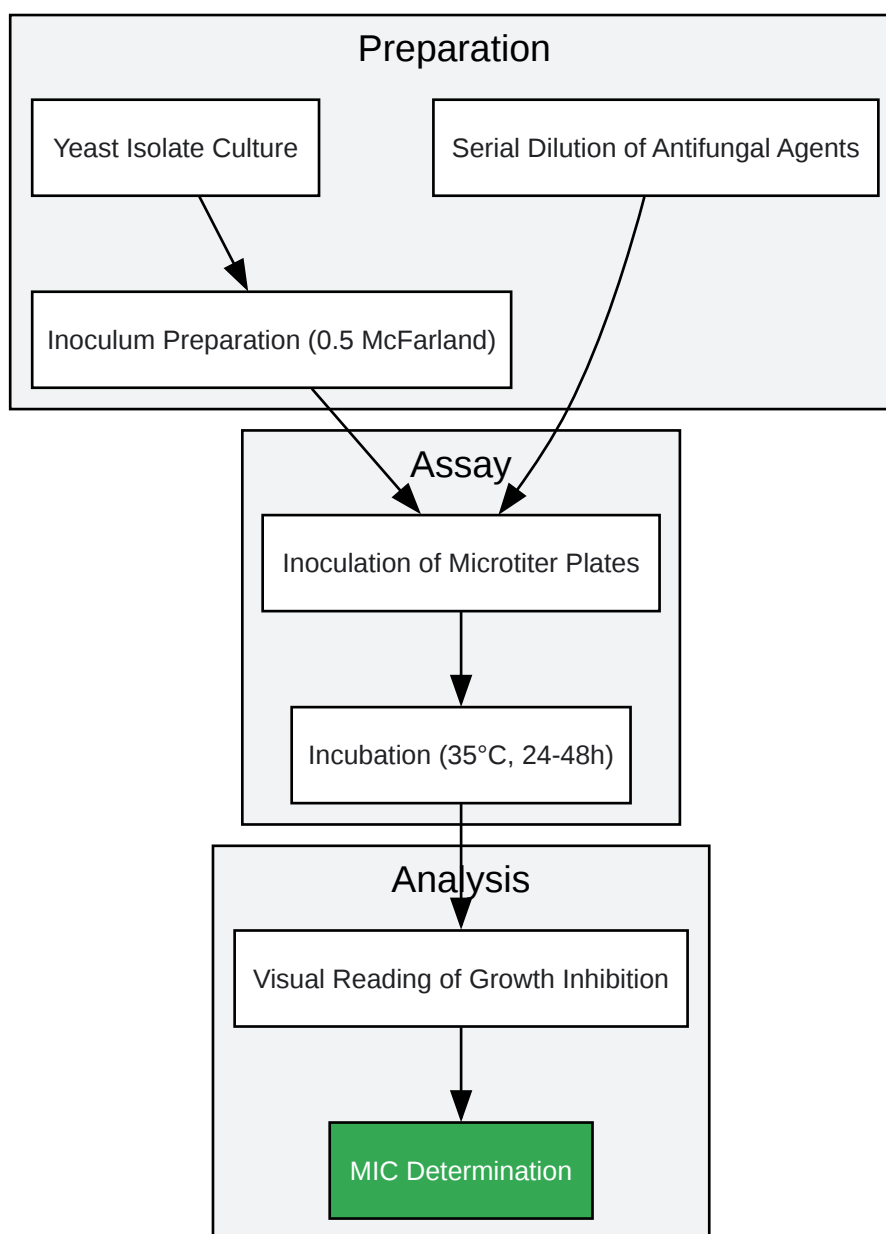 Preparation
Yeast Isolate Culture
Serial Dilution of Antifungal Agents
Inoculum Preparation (0.5 McFarland)
Assay
Inoculation of Microtiter Plates
Incubation (35°C, 24-48h)
Analysis
Visual Reading of Growth Inhibition
MIC Determination